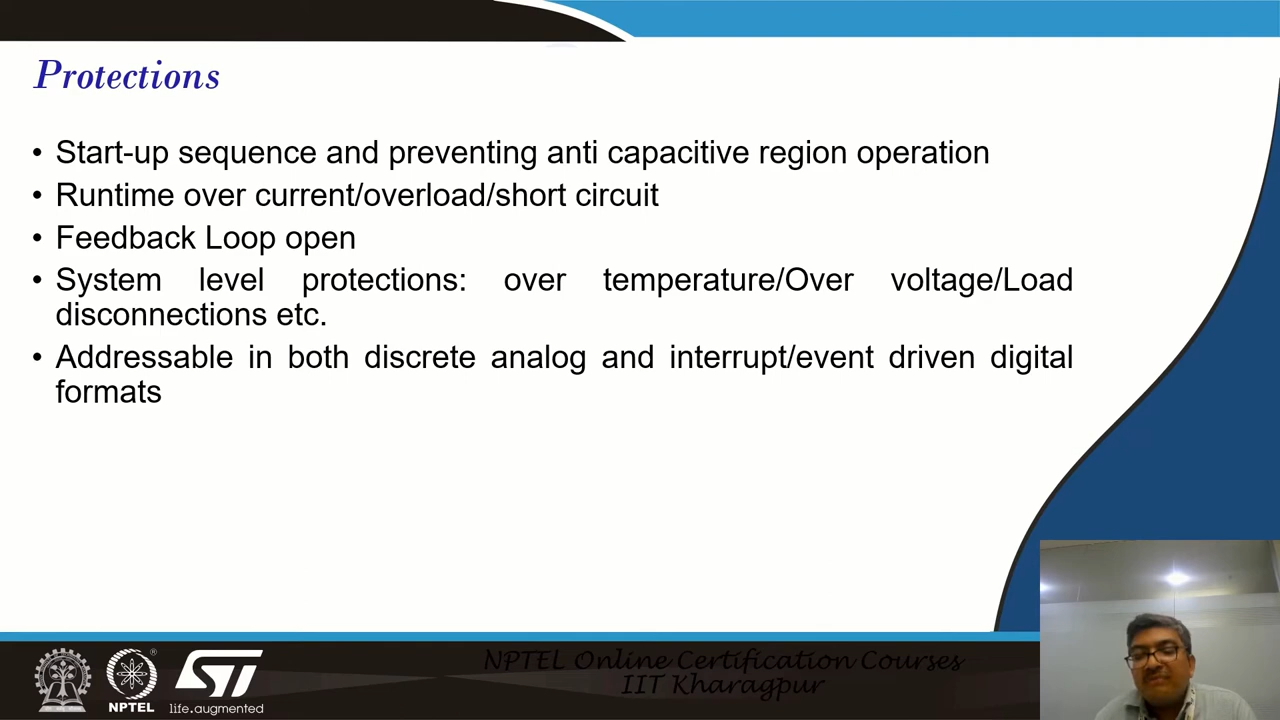 Protections
• Start-up sequence and preventing anti capacitive region operation
• Runtime over current/overload/short circuit
• Feedback Loop open
• System level protections: over temperature/Over voltage/Load
disconnections etc.
• Addressable in both discrete analog and interrupt/event driven digital
formats
NPTEL Online Certification Courses
IIT Kharagpur
®
NPTEL
ST
life.augmented